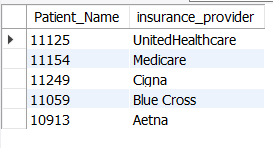 Patient_Name insurance_provider
11125 UnitedHealthcare
11154 Medicare
11249 Cigna
11059 Blue Cross
10913 Aetna